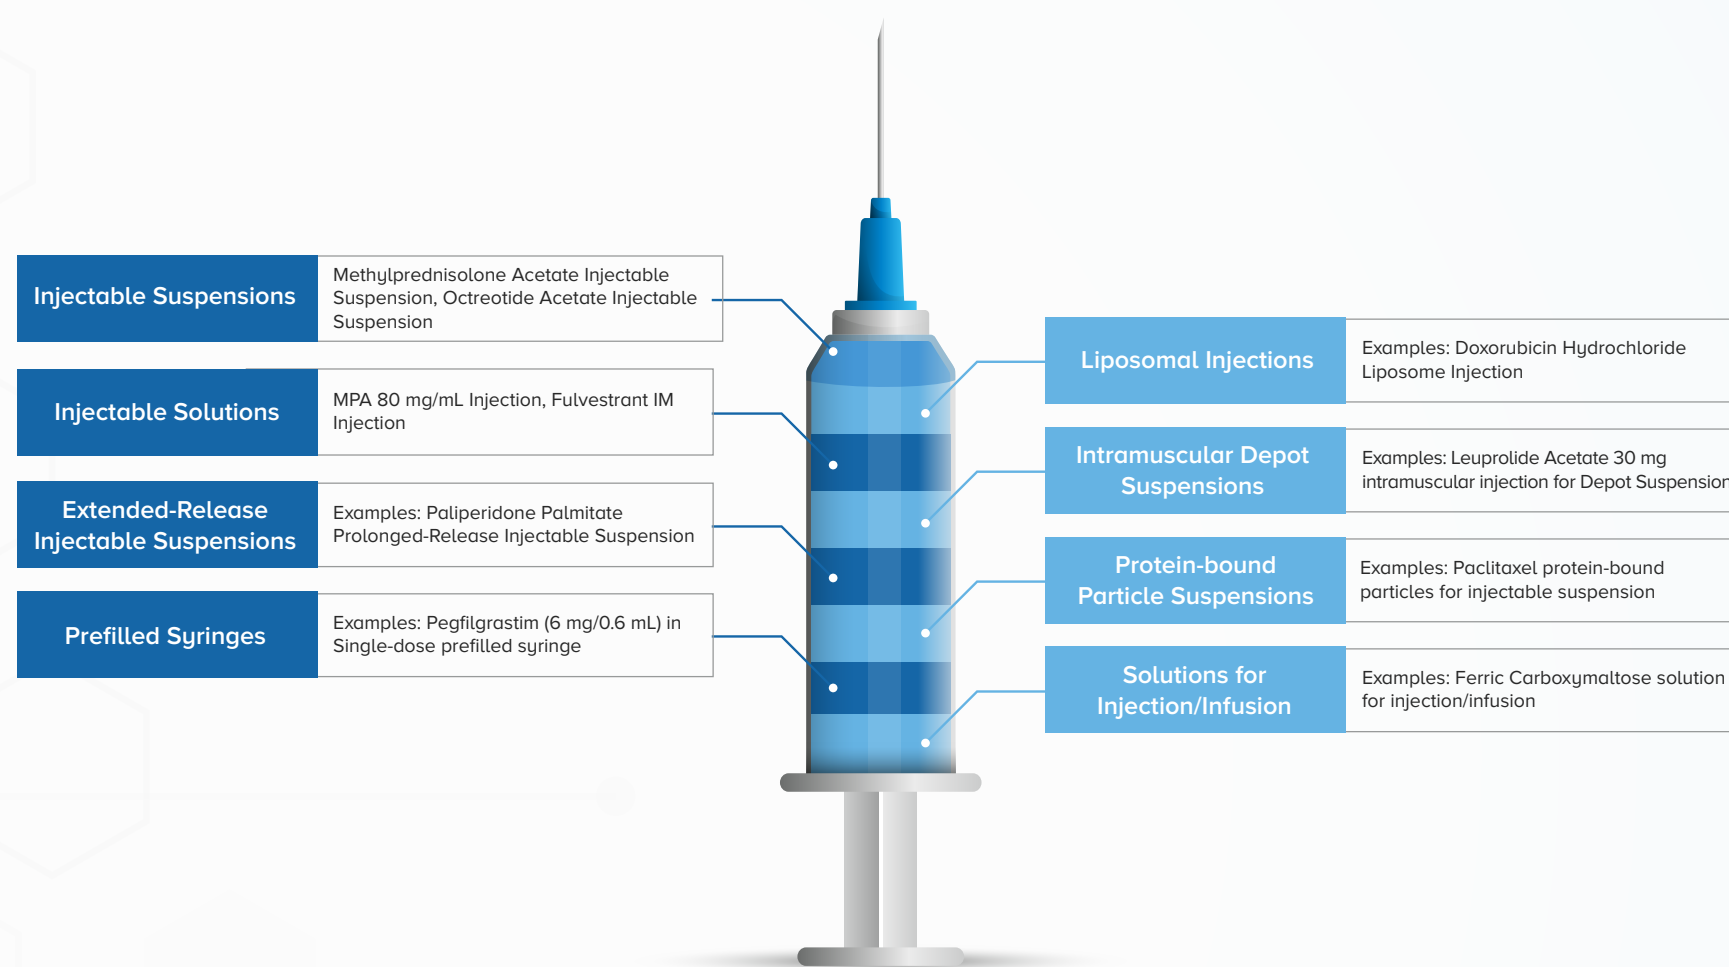 Injectable Suspensions
Methylprednisolone Acetate Injectable
Suspension, Octreotide Acetate Injectable
Suspension
Injectable Solutions
MPA 80 mg/mL Injection, Fulvestrant IM
Injection
Extended-Release
Injectable Suspensions
Examples: Paliperidone Palmitate
Prolonged-Release Injectable Suspension
Prefilled Syringes
Examples: Pegfilgrastim (6 mg/0.6 mL) in
Single-dose prefilled syringe
Liposomal Injections
Examples: Doxorubicin Hydrochloride
Liposome Injection
Intramuscular Depot
Suspensions
Examples: Leuprolide Acetate 30 mg
intramuscular injection for Depot Suspension
Protein-bound
Particle Suspensions
Examples: Paclitaxel protein-bound
particles for injectable suspension
Solutions for
Injection/Infusion
Examples: Ferric Carboxymaltose solution
for injection/infusion